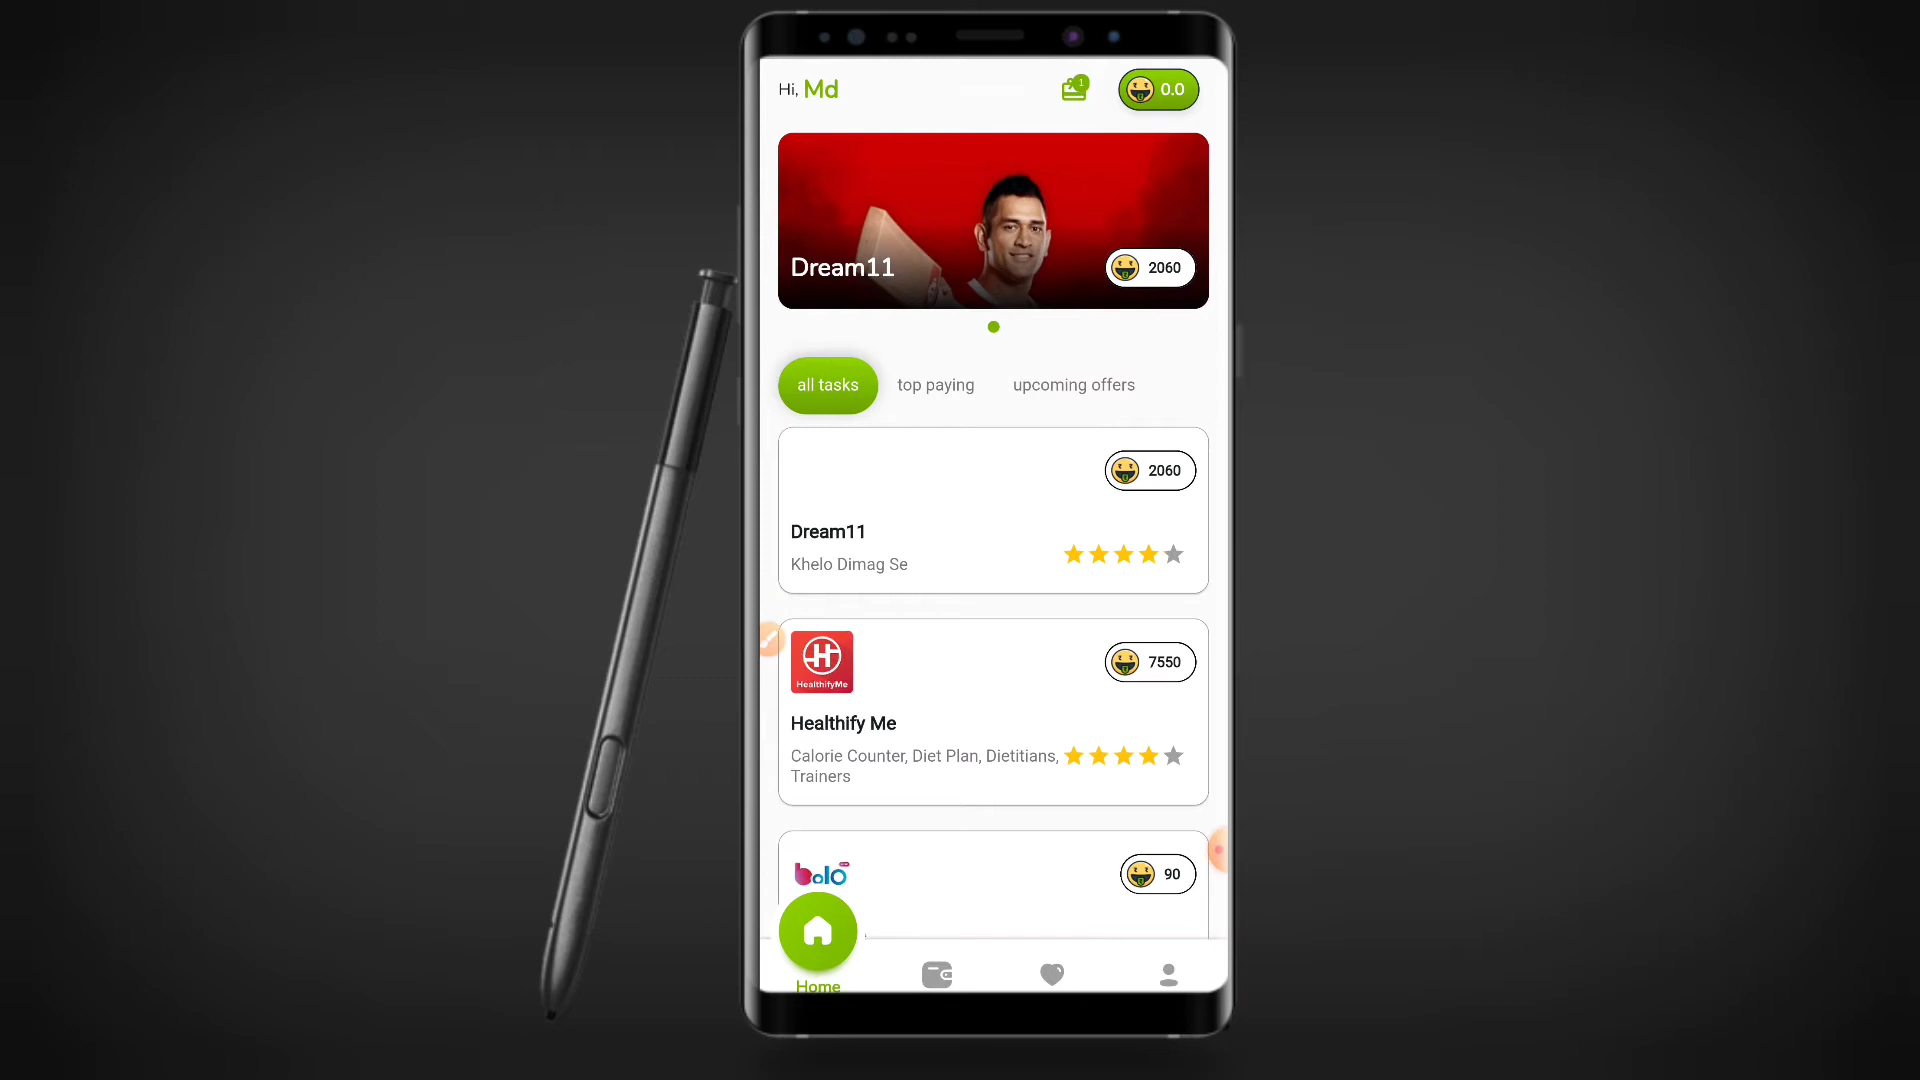 Hi, Md
1
0.0
Dream11
2060
all tasks
top paying
upcoming offers
2060
Dream11
Khelo Dimag Se
HealthifyMe
7550
Healthify Me
Calorie Counter, Diet Plan, Dietitians,
Trainers
bolo
90
Home